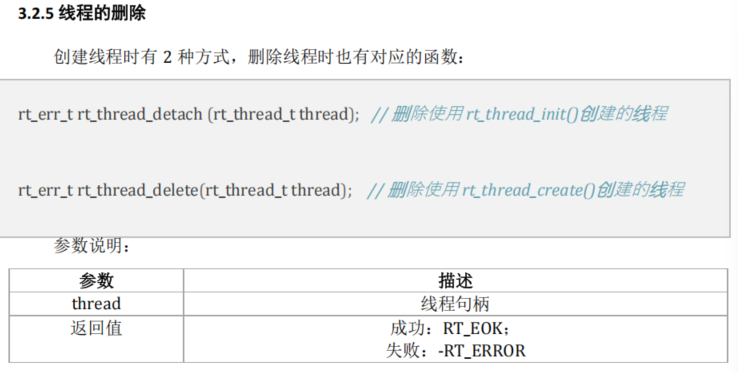 3.2.5 线程的删除
创建线程时有 2 种方式，删除线程时也有对应的函数：
rt_err_t rt_thread_detach (rt_thread_t thread); // 删除使用 rt_thread_init()创建的线程
rt_err_t rt_thread_delete(rt_thread_t thread); // 删除使用 rt_thread_create()创建的线程
参数说明：
参数 描述
thread 线程句柄
返回值 成功：RT_EOK；
失败：-RT_ERROR